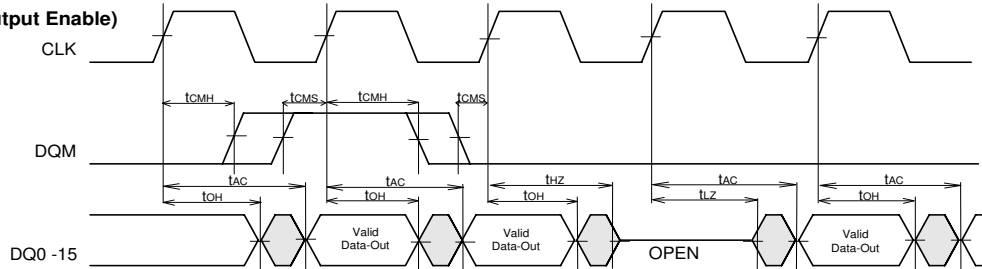 tput Enable)
CLK
tCMH tCMS tCMH tCMS
DQM
tAC tAC tHZ tAC tAC
tOH tOH tOH tLZ tOH
Valid Data-Out Valid Data-Out OPEN Valid Data-Out
DQ0 -15